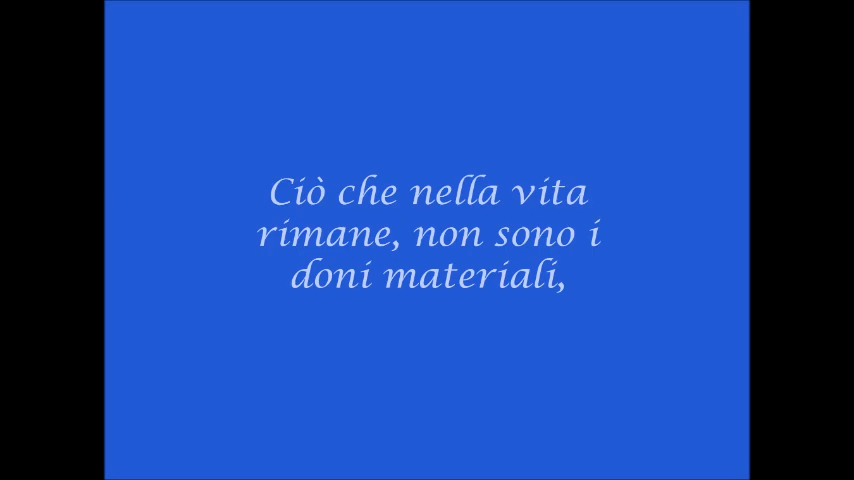 Ciò che nella vita
rimane, non sono i
doni materiali,